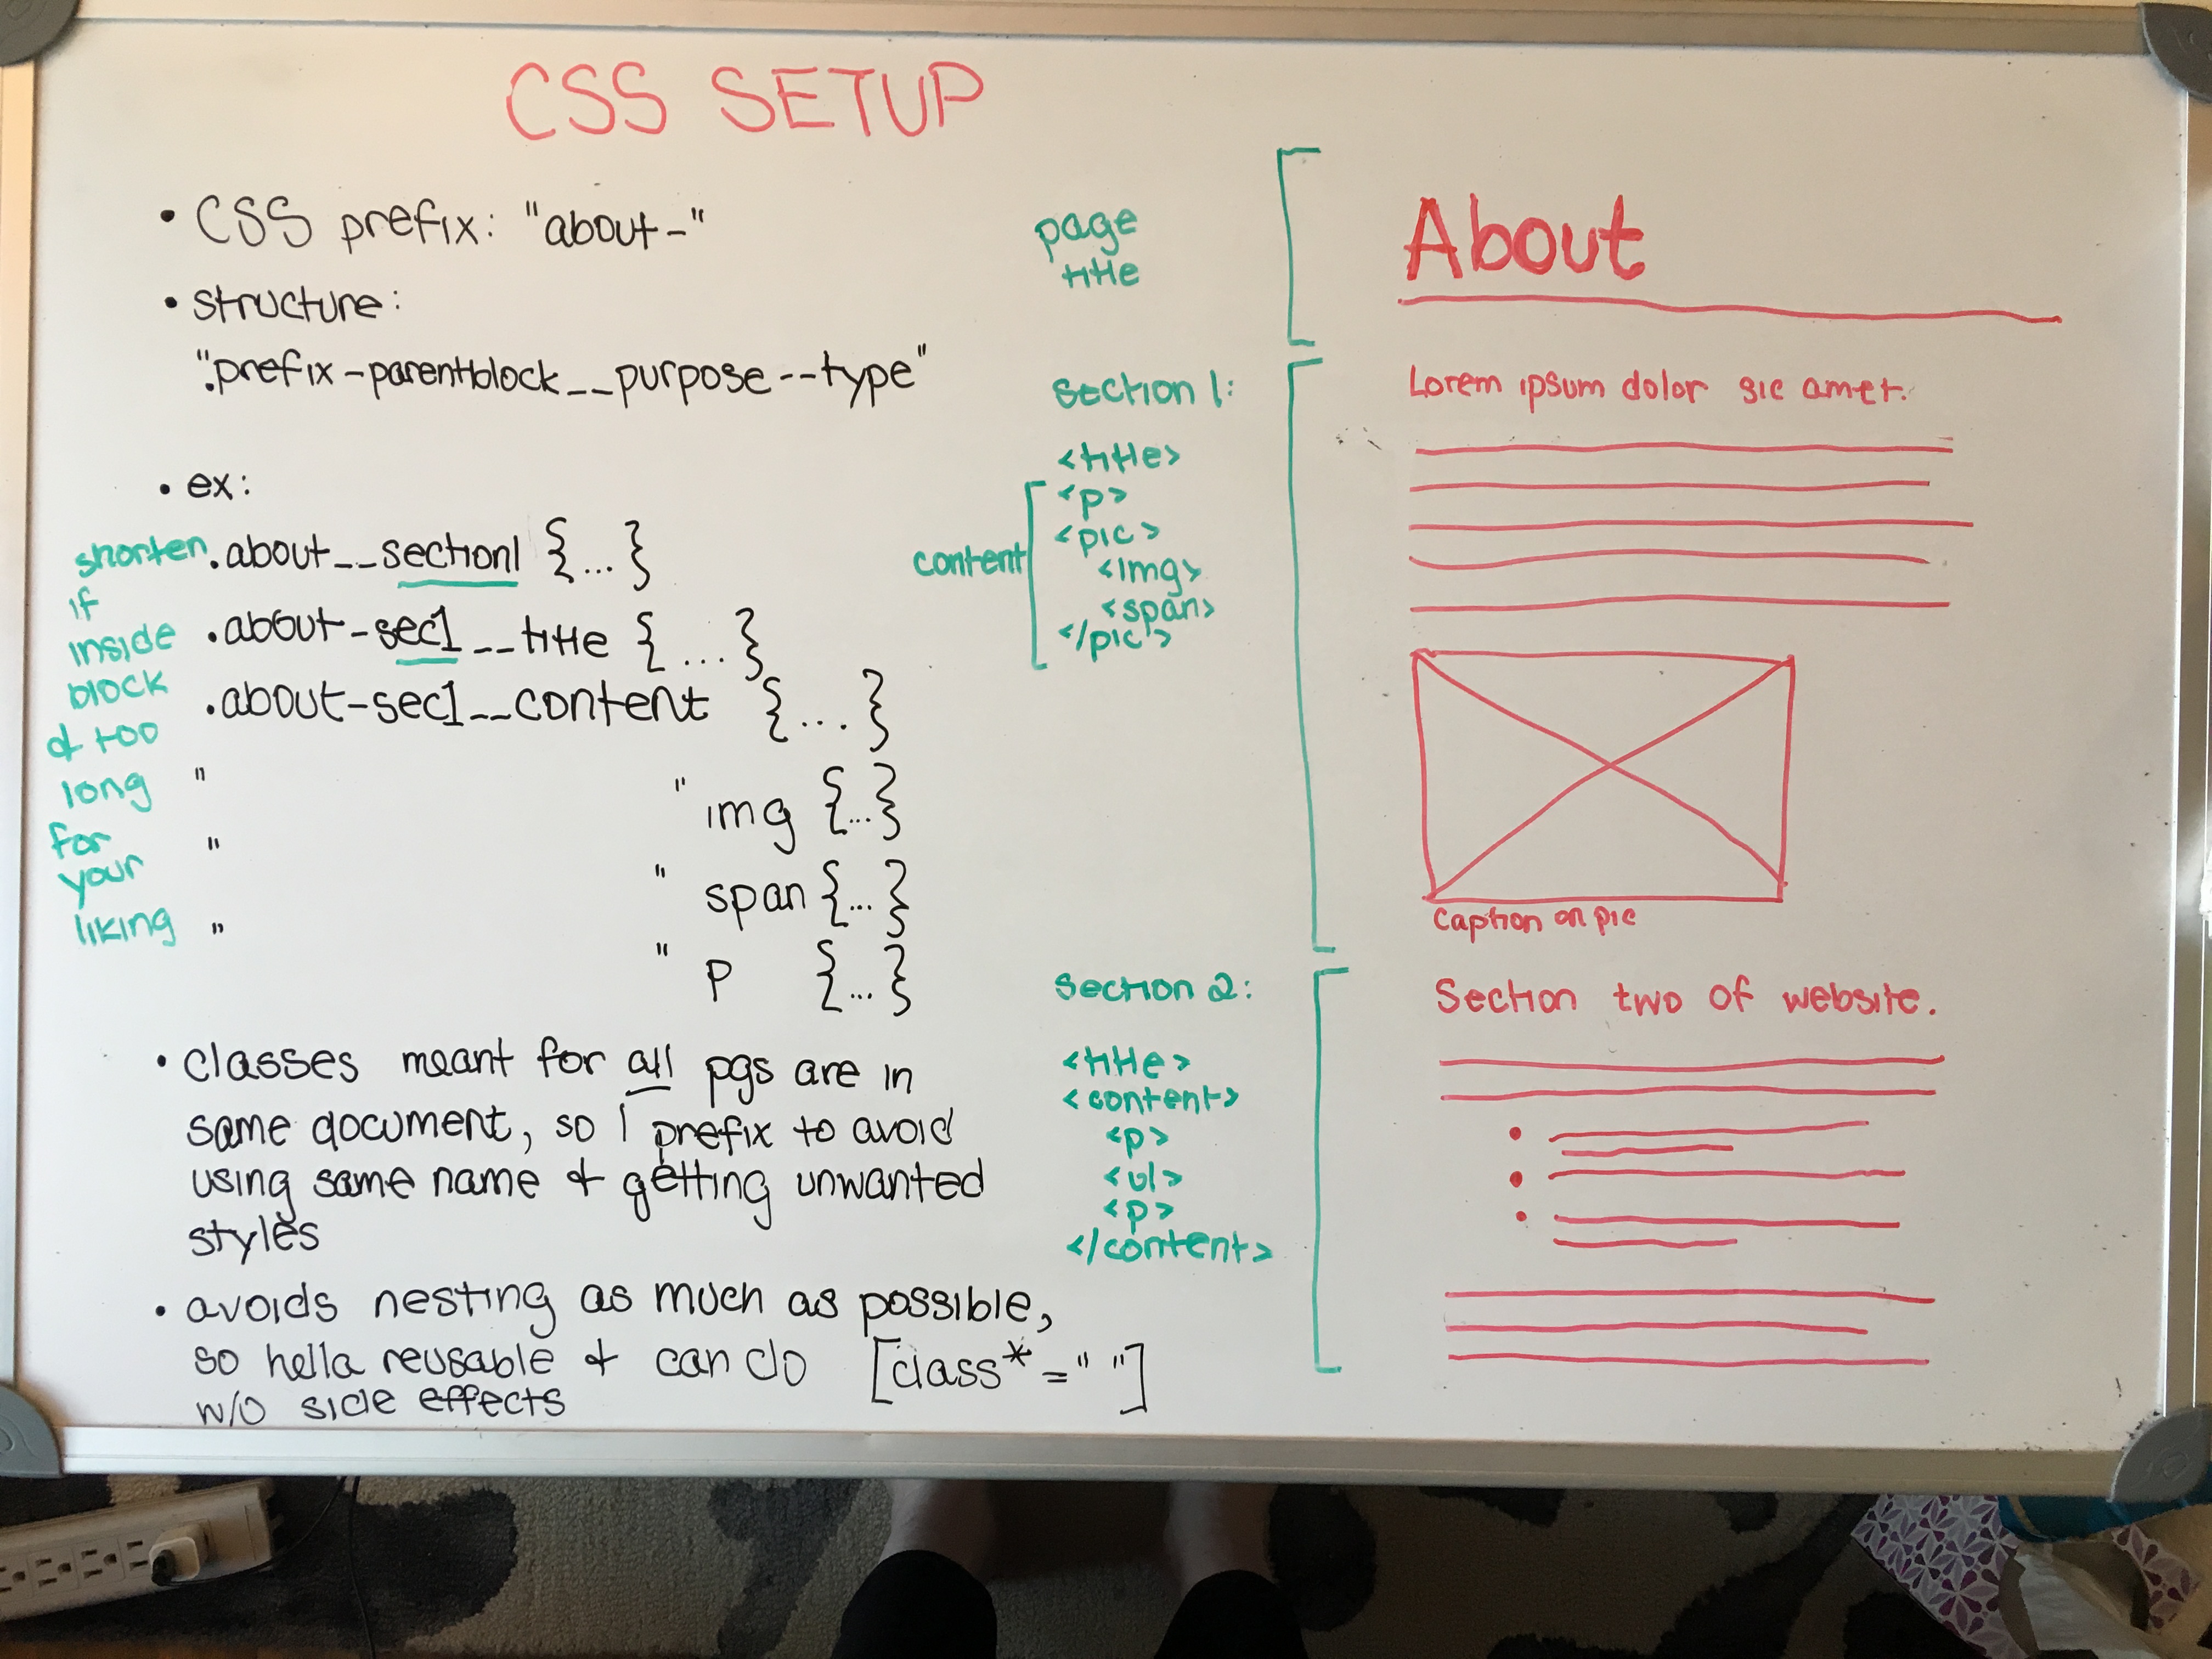 CSS SETUP
• CSS prefix: "about-"
• structure:
".prefix-parentblock__purpose--type"
• ex:
.about__section1 {...}
.about-sec1__title {...}
.about-sec1__content {...}
" " img {...}
" " span {...}
" " p {...}
shorten
if
inside
block
& too
long
for
your
liking
• classes meant for all pgs are in
same document, so I prefix to avoid
using same name & getting unwanted
styles
• avoids nesting as much as possible,
so hella reusable & can do [class*=" "]
w/o side effects
page
title
section 1:
<title>
content
<p>
<pic>
<img>
<span>
</pic>
section 2:
<title>
<content>
<p>
<ul>
<p>
</content>
About
Lorem ipsum dolor sic amet.
Caption on pic
Section two of website.